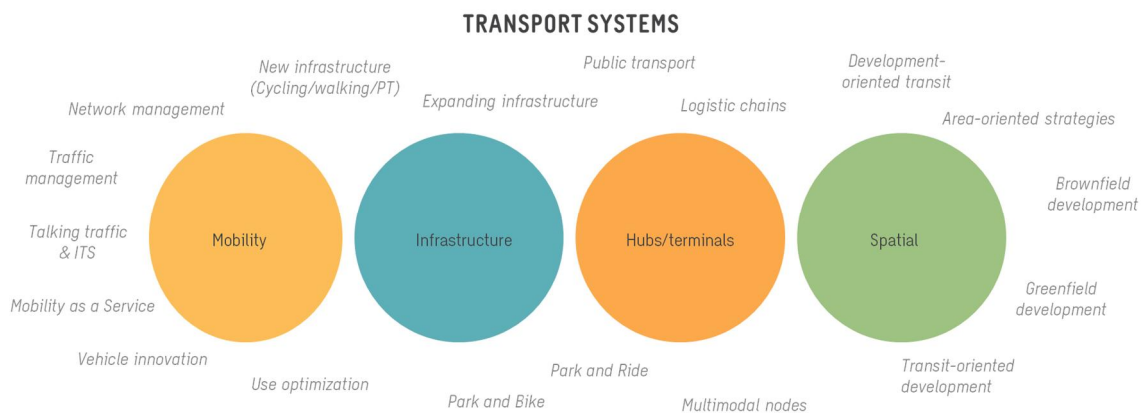 TRANSPORT SYSTEMS
New infrastructure
(Cycling/walking/PT)
Public transport
Development-
oriented transit
Network management
Expanding infrastructure
Logistic chains
Area-oriented strategies
Traffic
management
Brownfield
development
Talking traffic
& ITS
Mobility
Infrastructure
Hubs/terminals
Spatial
Mobility as a Service
Greenfield
development
Vehicle innovation
Use optimization
Park and Ride
Transit-oriented
development
Park and Bike
Multimodal nodes